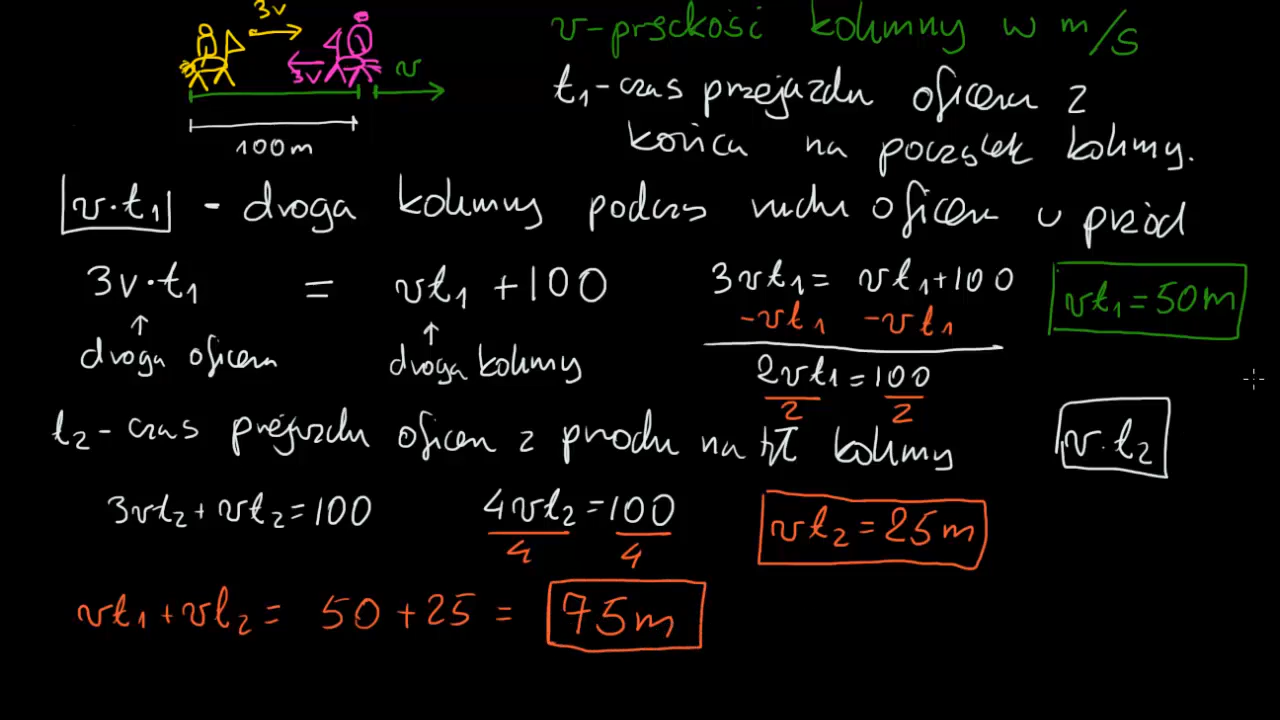 3v
3v
v
100m
v-prędkość kolumny w m/s
t₁-czas przejazdu oficera z
końca na początek kolumny.
v·t₁ - droga kolumny podczas ruchu oficera w przód
3v·t₁ = vt₁ + 100
droga oficera
droga kolumny
3vt₁ = vt₁+100
-vt₁ -vt₁
2vt₁ = 100
2 2
vt₁ = 50m
t₂-czas przejazdu oficera z przodu na tył kolumny
v·t₂
3vt₂ + vt₂ = 100
4vt₂ = 100
4 4
vt₂ = 25m
vt₁ + vt₂ = 50 + 25 = 75m